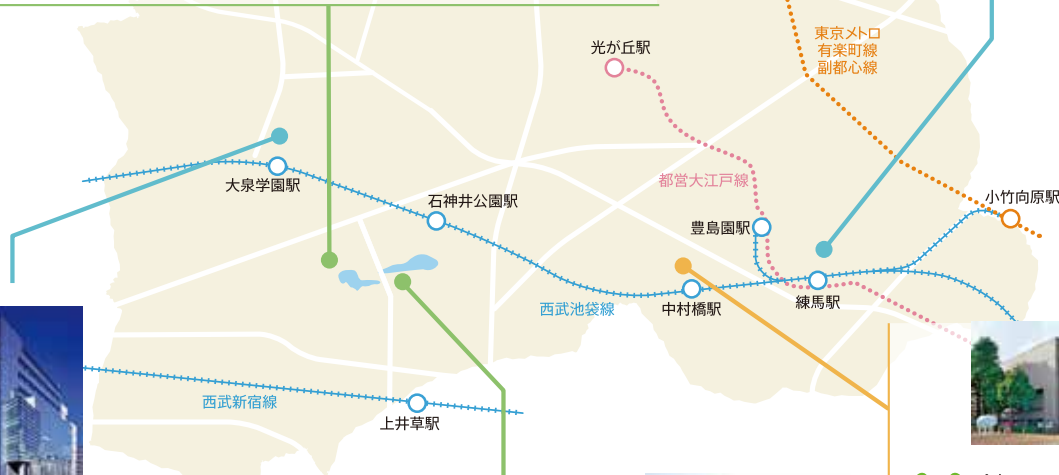 東京メトロ
有楽町線
副都心線
光が丘駅
都営大江戸線
大泉学園駅
石神井公園駅
小竹向原駅
豊島園駅
西武池袋線
中村橋駅
練馬駅
西武新宿線
上井草駅